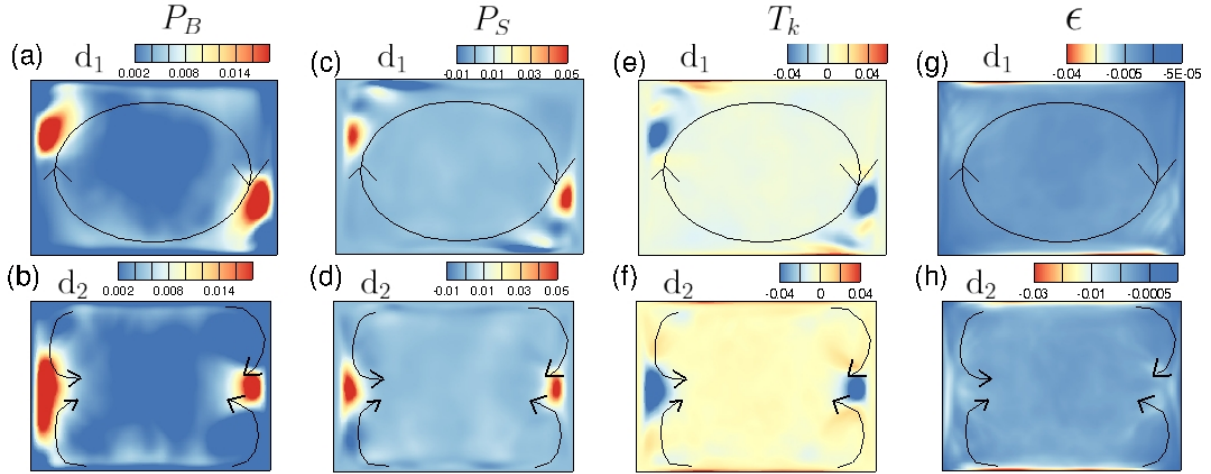 P_B P_S T_k ϵ
(a) d₁ 0.002 0.008 0.014
(c) d₁ -0.01 0.01 0.03 0.05
(e) d₁ -0.04 0 0.04
(g) d₁ -0.04 -0.005 -5E-05
(b) d₂ 0.002 0.008 0.014
(d) d₂ -0.01 0.01 0.03 0.05
(f) d₂ -0.04 0 0.04
(h) d₂ -0.03 -0.01 -0.0005